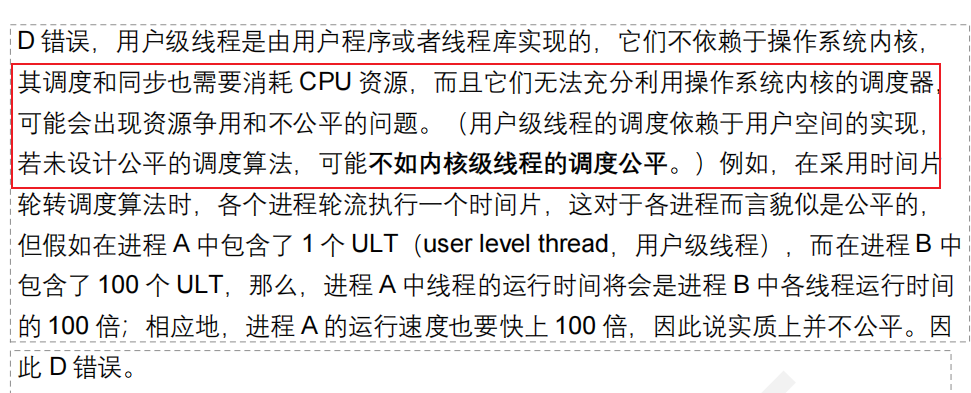 D 错误，用户级线程是由用户程序或者线程库实现的，它们不依赖于操作系统内核，
其调度和同步也需要消耗 CPU 资源，而且它们无法充分利用操作系统内核的调度器，
可能会出现资源争用和不公平的问题。（用户级线程的调度依赖于用户空间的实现，
若未设计公平的调度算法，可能不如内核级线程的调度公平。）例如，在采用时间片
轮转调度算法时，各个进程轮流执行一个时间片，这对于各进程而言貌似是公平的，
但假如在进程 A 中包含了 1 个 ULT（user level thread，用户级线程），而在进程 B 中
包含了 100 个 ULT，那么，进程 A 中线程的运行时间将会是进程 B 中各线程运行时间
的 100 倍；相应地，进程 A 的运行速度也要快上 100 倍，因此说实质上并不公平。因
此 D 错误。